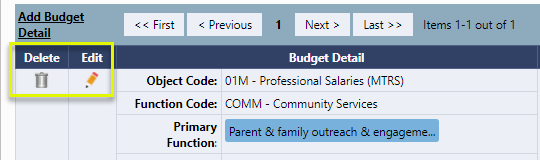 Add Budget
Detail
<< First < Previous 1 Next > Last >> Items 1-1 out of 1
Delete Edit Budget Detail
Object Code: 01M - Professional Salaries (MTRS)
Function Code: COMM - Community Services
Primary
Function: Parent & family outreach & engageme...